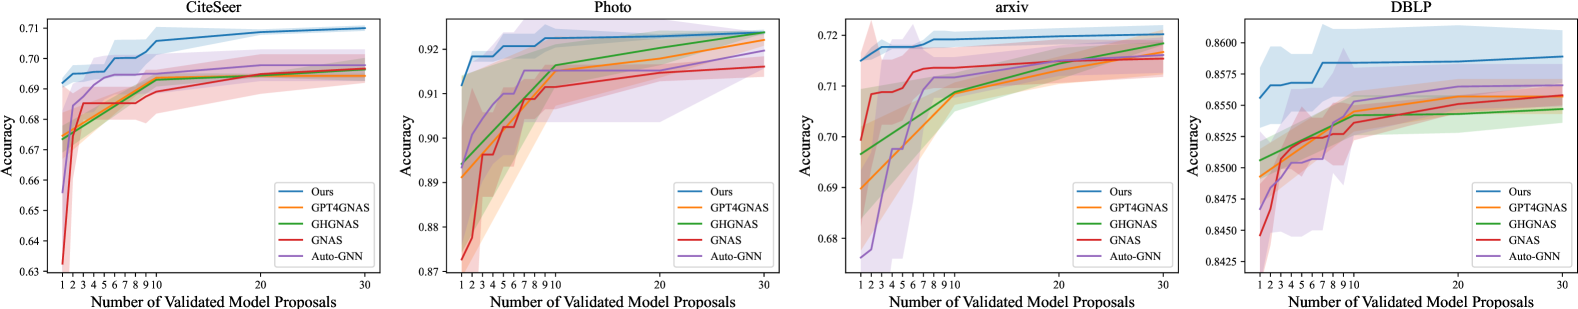 CiteSeer
Accuracy
0.71
0.70
0.69
0.68
0.67
0.66
0.65
0.64
0.63
Ours
GPT4GNAS
GHGNAS
GNAS
Auto-GNN
1 2 3 4 5 6 7 8 9 10 20 30
Number of Validated Model Proposals
Photo
Accuracy
0.92
0.91
0.90
0.89
0.88
0.87
Ours
GPT4GNAS
GHGNAS
GNAS
Auto-GNN
1 2 3 4 5 6 7 8 9 10 20 30
Number of Validated Model Proposals
arxiv
Accuracy
0.72
0.71
0.70
0.69
0.68
Ours
GPT4GNAS
GHGNAS
GNAS
Auto-GNN
1 2 3 4 5 6 7 8 9 10 20 30
Number of Validated Model Proposals
DBLP
Accuracy
0.8600
0.8575
0.8550
0.8525
0.8500
0.8475
0.8450
0.8425
Ours
GPT4GNAS
GHGNAS
GNAS
Auto-GNN
1 2 3 4 5 6 7 8 9 10 20 30
Number of Validated Model Proposals